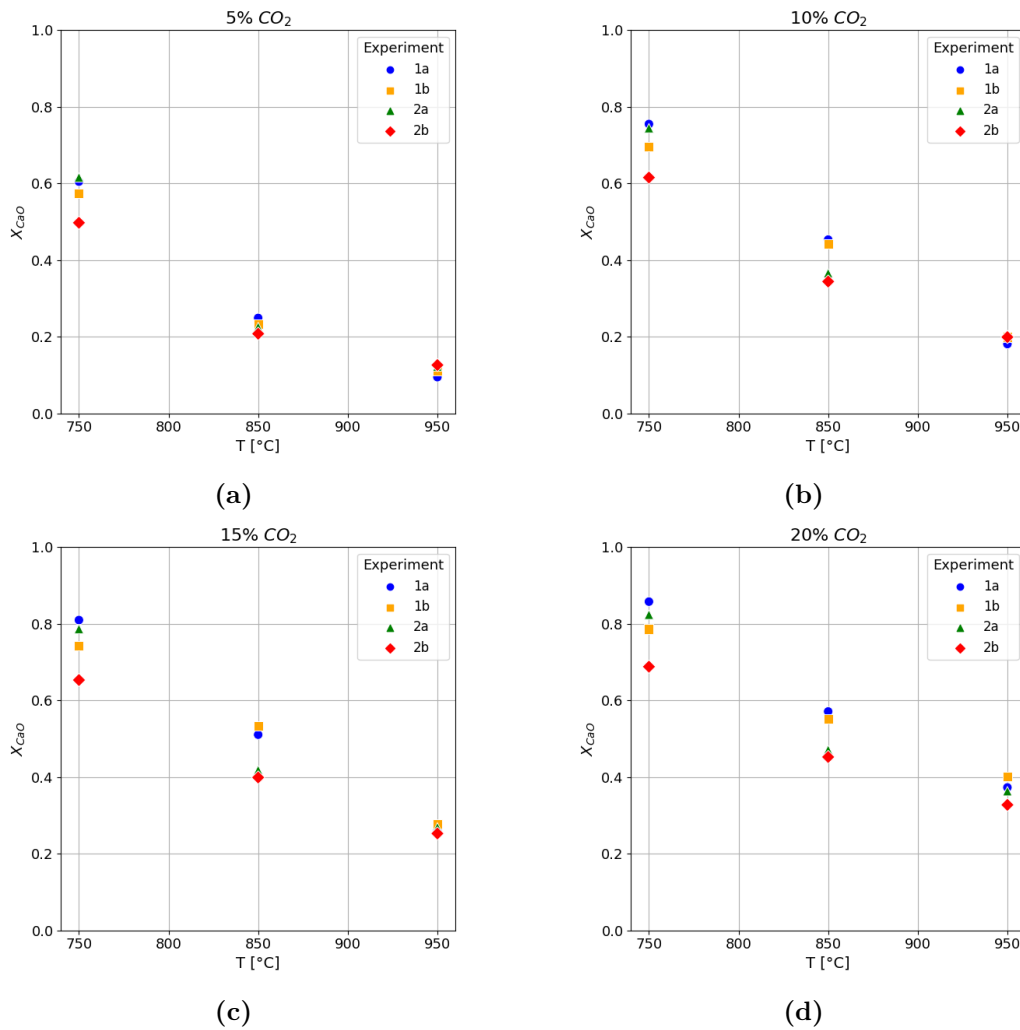 5% CO₂
1.0
0.8
0.6
0.4
0.2
0.0
X_CaO
750 800 850 900 950
T [°C]
Experiment
1a
1b
2a
2b
(a)
10% CO₂
1.0
0.8
0.6
0.4
0.2
0.0
X_CaO
750 800 850 900 950
T [°C]
Experiment
1a
1b
2a
2b
(b)
15% CO₂
1.0
0.8
0.6
0.4
0.2
0.0
X_CaO
750 800 850 900 950
T [°C]
Experiment
1a
1b
2a
2b
(c)
20% CO₂
1.0
0.8
0.6
0.4
0.2
0.0
X_CaO
750 800 850 900 950
T [°C]
Experiment
1a
1b
2a
2b
(d)